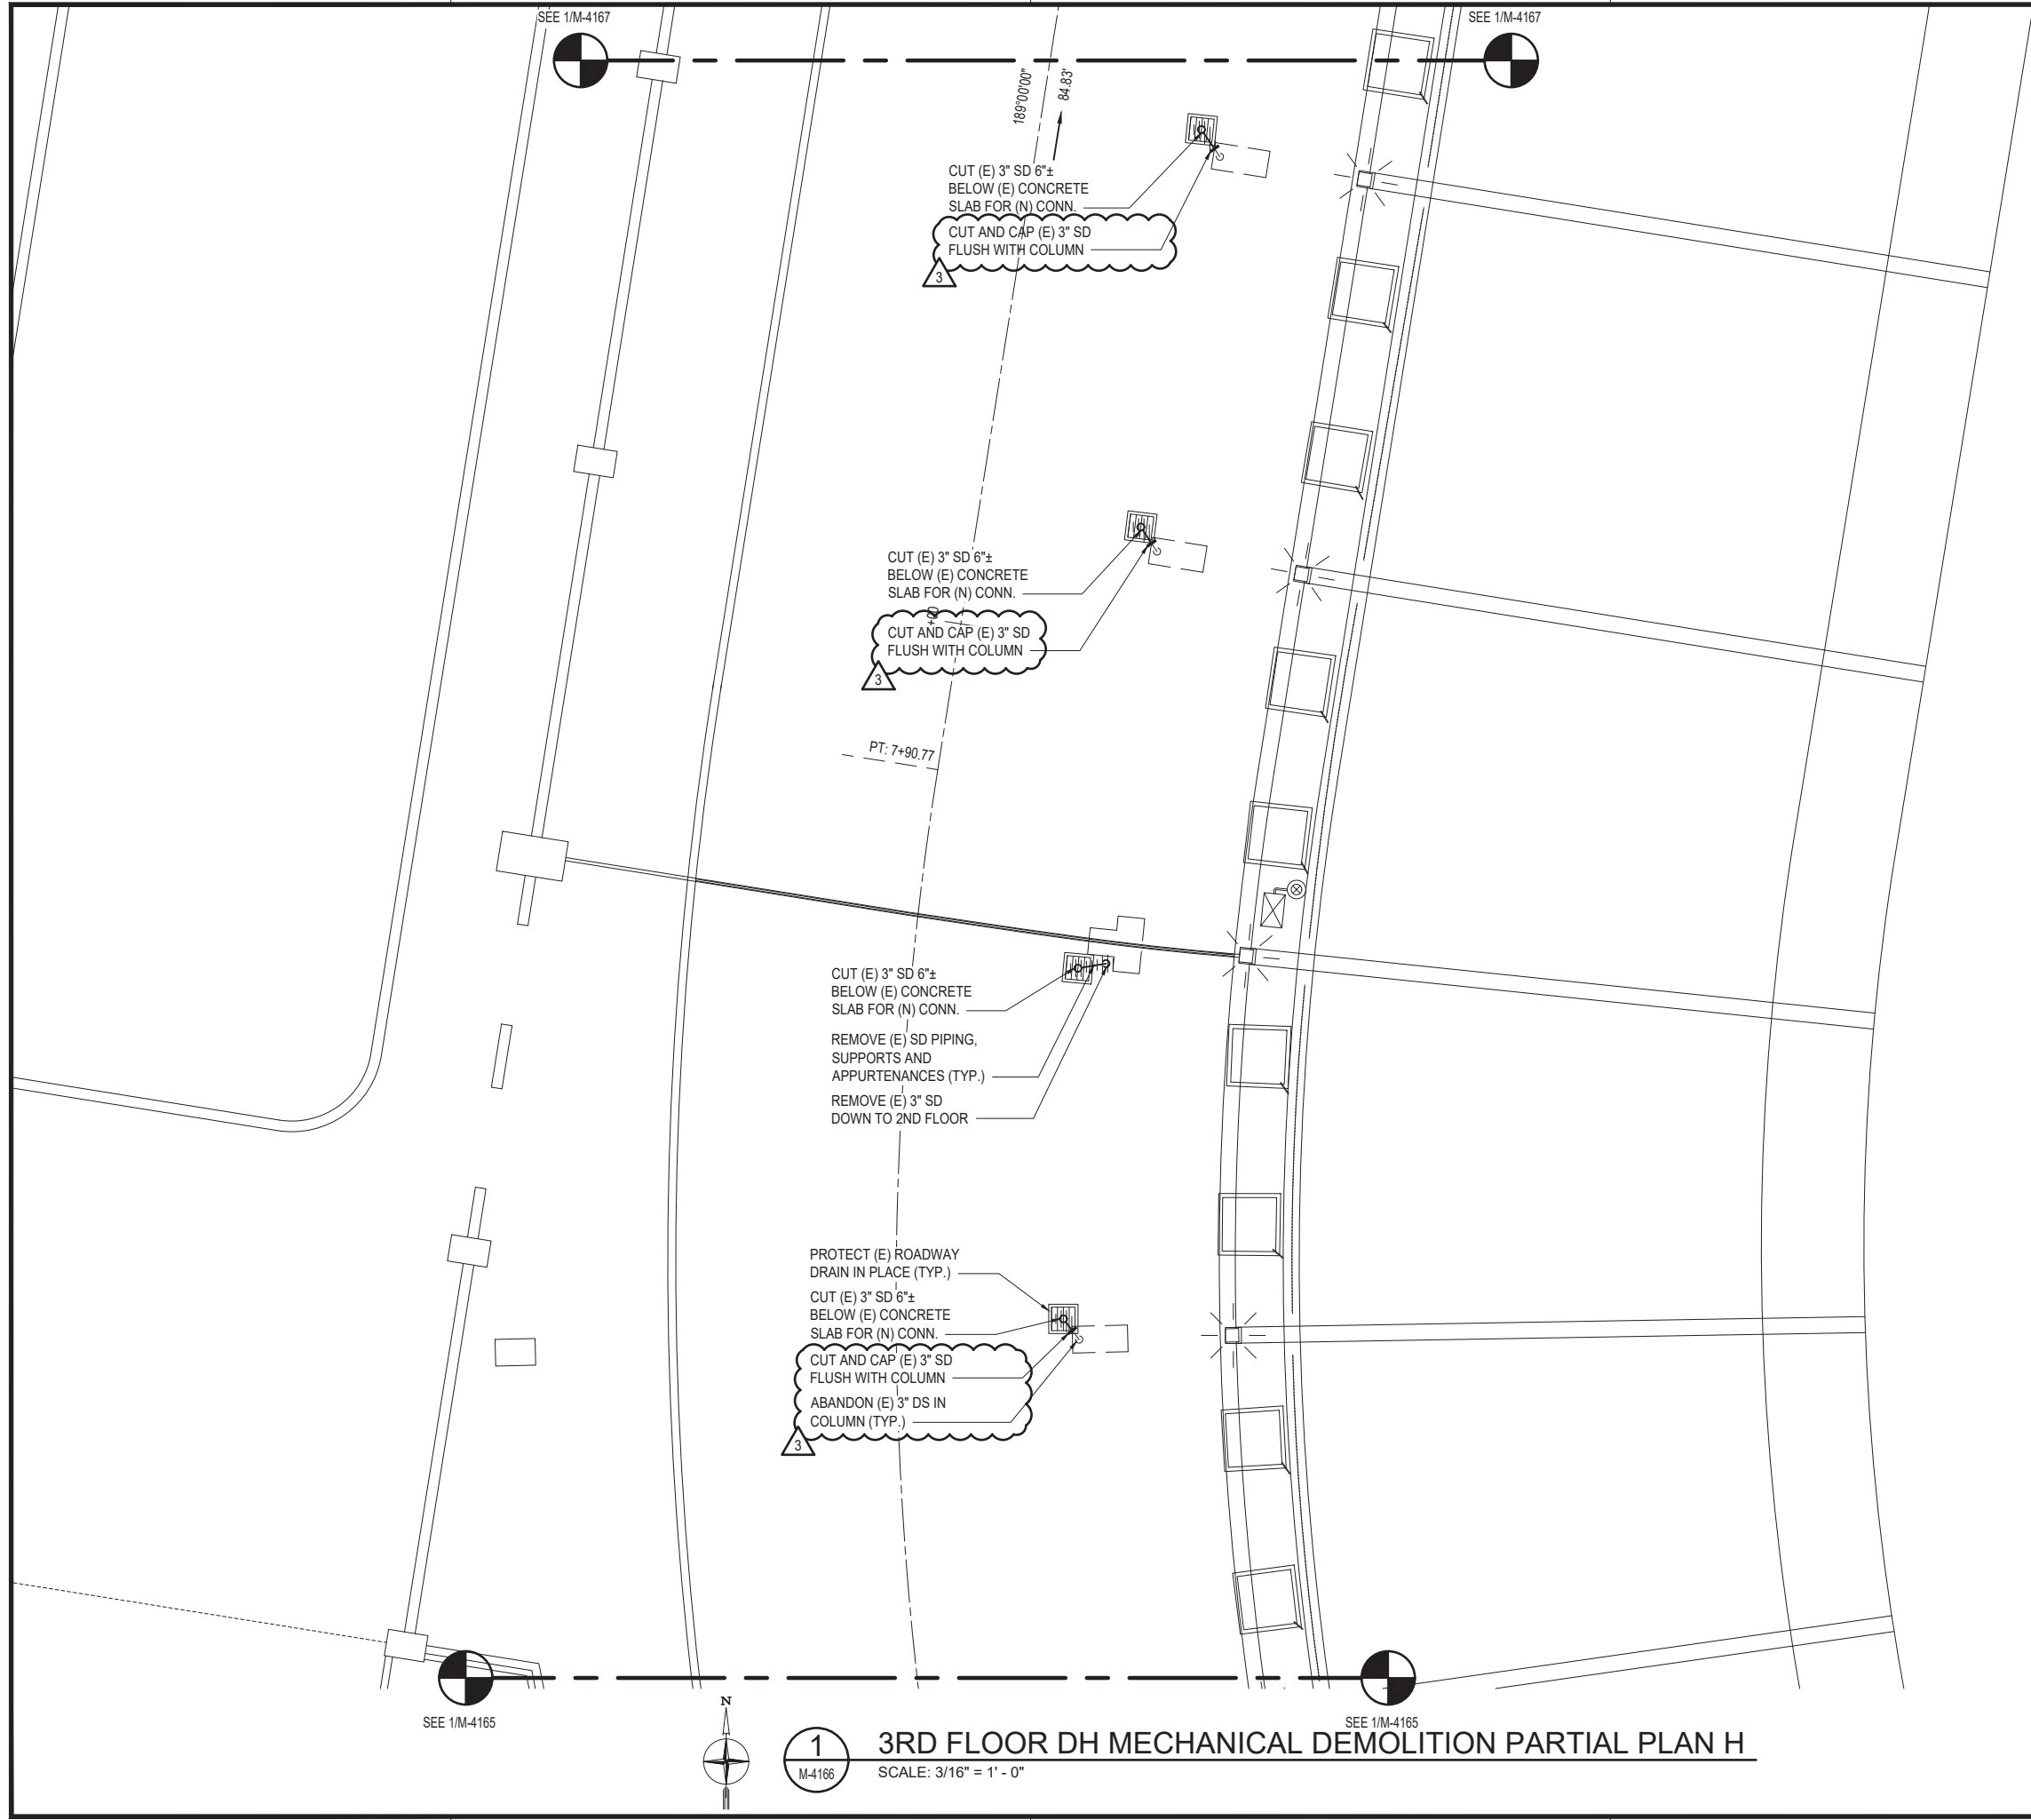 SEE 1/M-4167
SEE 1/M-4167
189°00'00"
84.83'
CUT (E) 3" SD 6"±
BELOW (E) CONCRETE
SLAB FOR (N) CONN.
CUT AND CAP (E) 3" SD
FLUSH WITH COLUMN
3
CUT (E) 3" SD 6"±
BELOW (E) CONCRETE
SLAB FOR (N) CONN.
+00
CUT AND CAP (E) 3" SD
FLUSH WITH COLUMN
3
PT: 7+90.77
CUT (E) 3" SD 6"±
BELOW (E) CONCRETE
SLAB FOR (N) CONN.
REMOVE (E) SD PIPING,
SUPPORTS AND
APPURTENANCES (TYP.)
REMOVE (E) 3" SD
DOWN TO 2ND FLOOR
PROTECT (E) ROADWAY
DRAIN IN PLACE (TYP.)
CUT (E) 3" SD 6"±
BELOW (E) CONCRETE
SLAB FOR (N) CONN.
CUT AND CAP (E) 3" SD
FLUSH WITH COLUMN
ABANDON (E) 3" DS IN
COLUMN (TYP.)
3
SEE 1/M-4165
SEE 1/M-4165
N
1
M-4166
3RD FLOOR DH MECHANICAL DEMOLITION PARTIAL PLAN H
SCALE: 3/16" = 1' - 0"